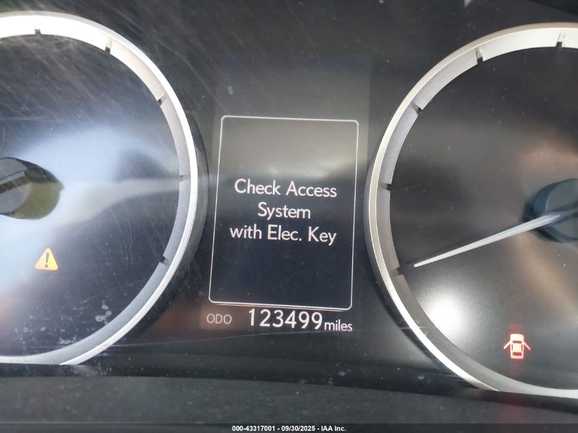 Check Access
System
with Elec. Key
ODO 123499 miles
000-43317001 - 09/30/2025 - IAA Inc.